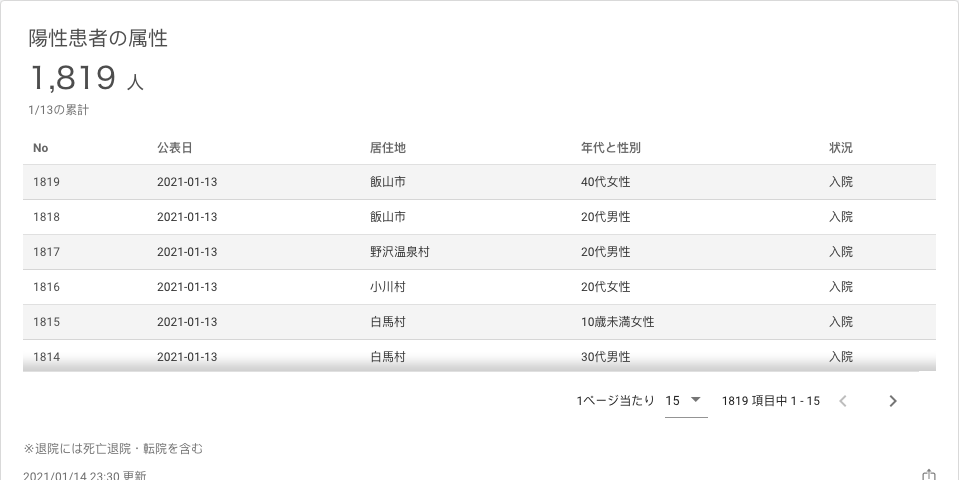 陽性患者の属性
1,819 人
1/13の累計
No 公表日 居住地 年代と性別 状況
1819 2021-01-13 飯山市 40代女性 入院
1818 2021-01-13 飯山市 20代男性 入院
1817 2021-01-13 野沢温泉村 20代男性 入院
1816 2021-01-13 小川村 20代女性 入院
1815 2021-01-13 白馬村 10歳未満女性 入院
1814 2021-01-13 白馬村 30代男性 入院
1ページ当たり 15 1819 項目中 1 - 15
※退院には死亡退院・転院を含む
2021/01/14 23:30 更新